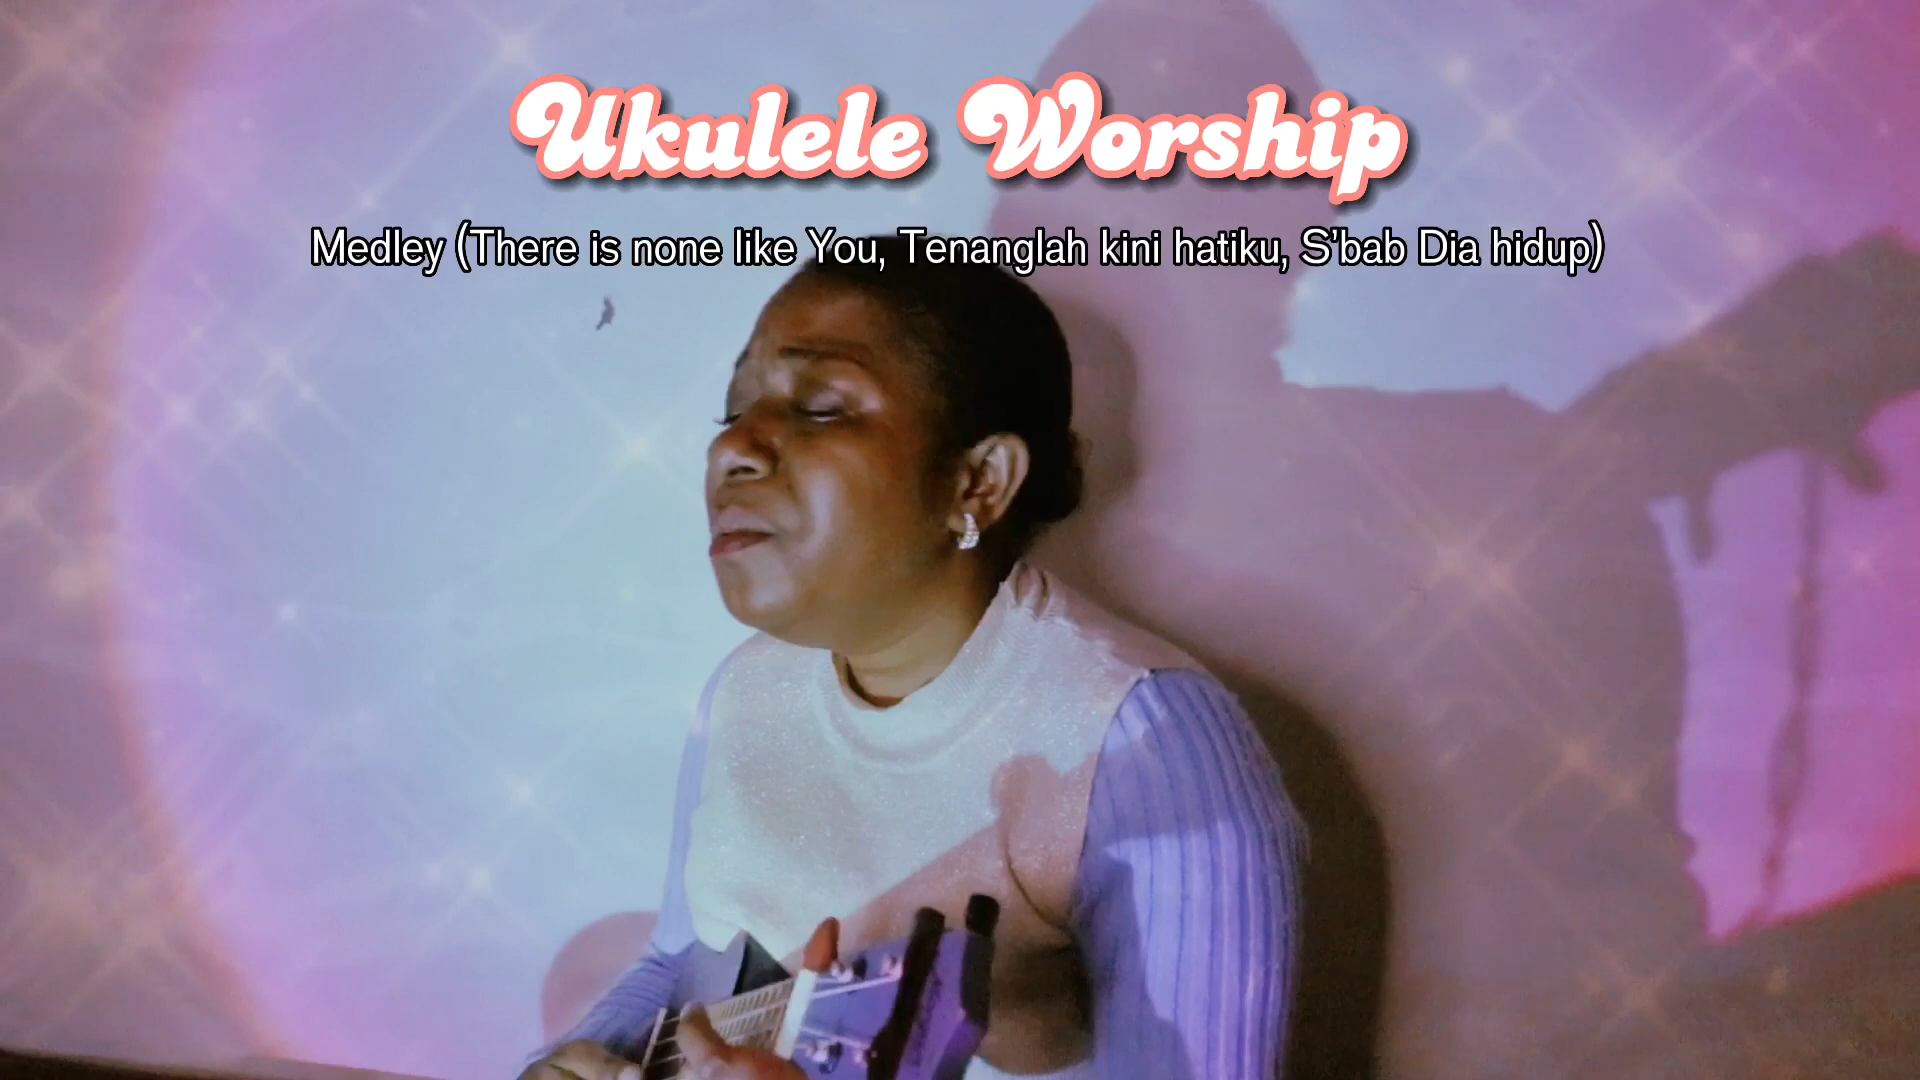 Ukulele Worship
Medley (There is none like You, Tenanglah kini hatiku, S'bab Dia hidup)